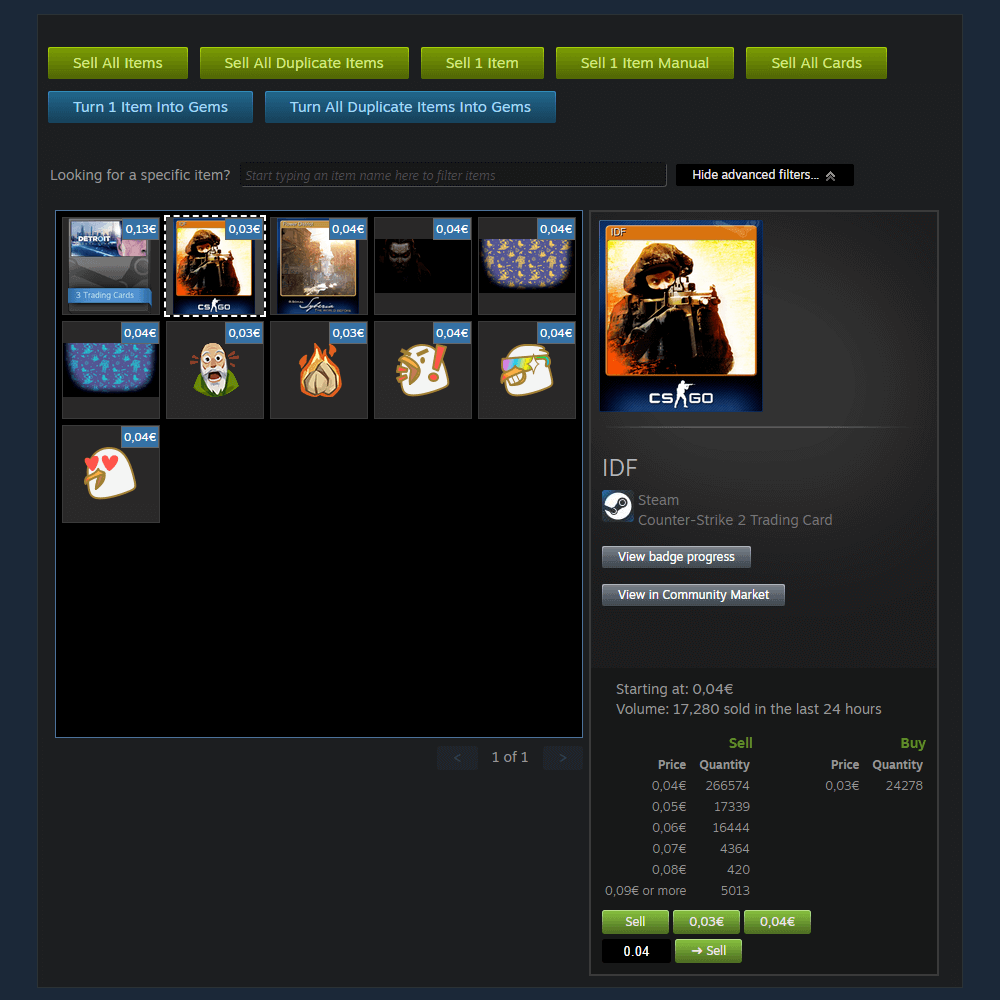 Sell All Items Sell All Duplicate Items Sell 1 Item Sell 1 Item Manual Sell All Cards
Turn 1 Item Into Gems Turn All Duplicate Items Into Gems
Looking for a specific item? Start typing an item name here to filter items Hide advanced filters...
0,13€ 0,03€ 0,04€ 0,04€ 0,04€
DETROIT
3 Trading Cards
CS GO
Syberia
0,04€ 0,03€ 0,03€ 0,04€ 0,04€
0,04€
< 1 of 1 >
IDF
CS GO
IDF
Steam
Counter-Strike 2 Trading Card
View badge progress
View in Community Market
Starting at: 0,04€
Volume: 17,280 sold in the last 24 hours
Sell Buy
Price Quantity Price Quantity
0,04€ 266574 0,03€ 24278
0,05€ 17339
0,06€ 16444
0,07€ 4364
0,08€ 420
0,09€ or more 5013
Sell 0,03€ 0,04€
0.04 → Sell